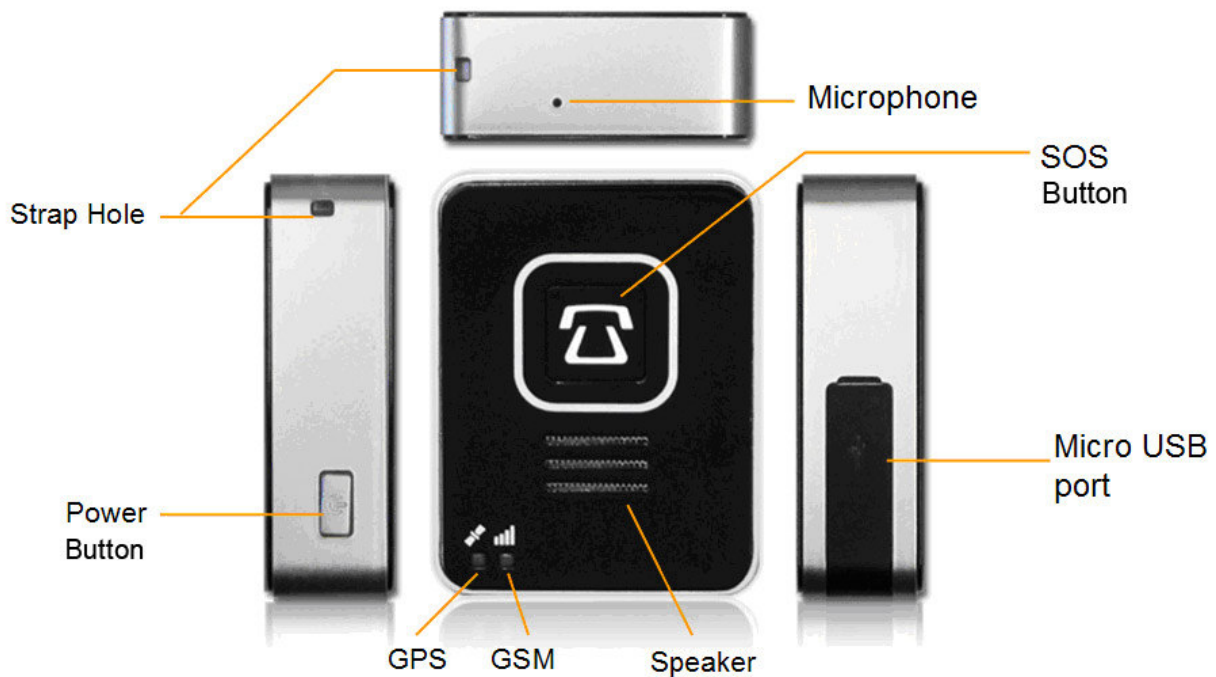 Microphone
SOS
Button
Strap Hole
Micro USB
port
Power
Button
GPS
GSM
Speaker